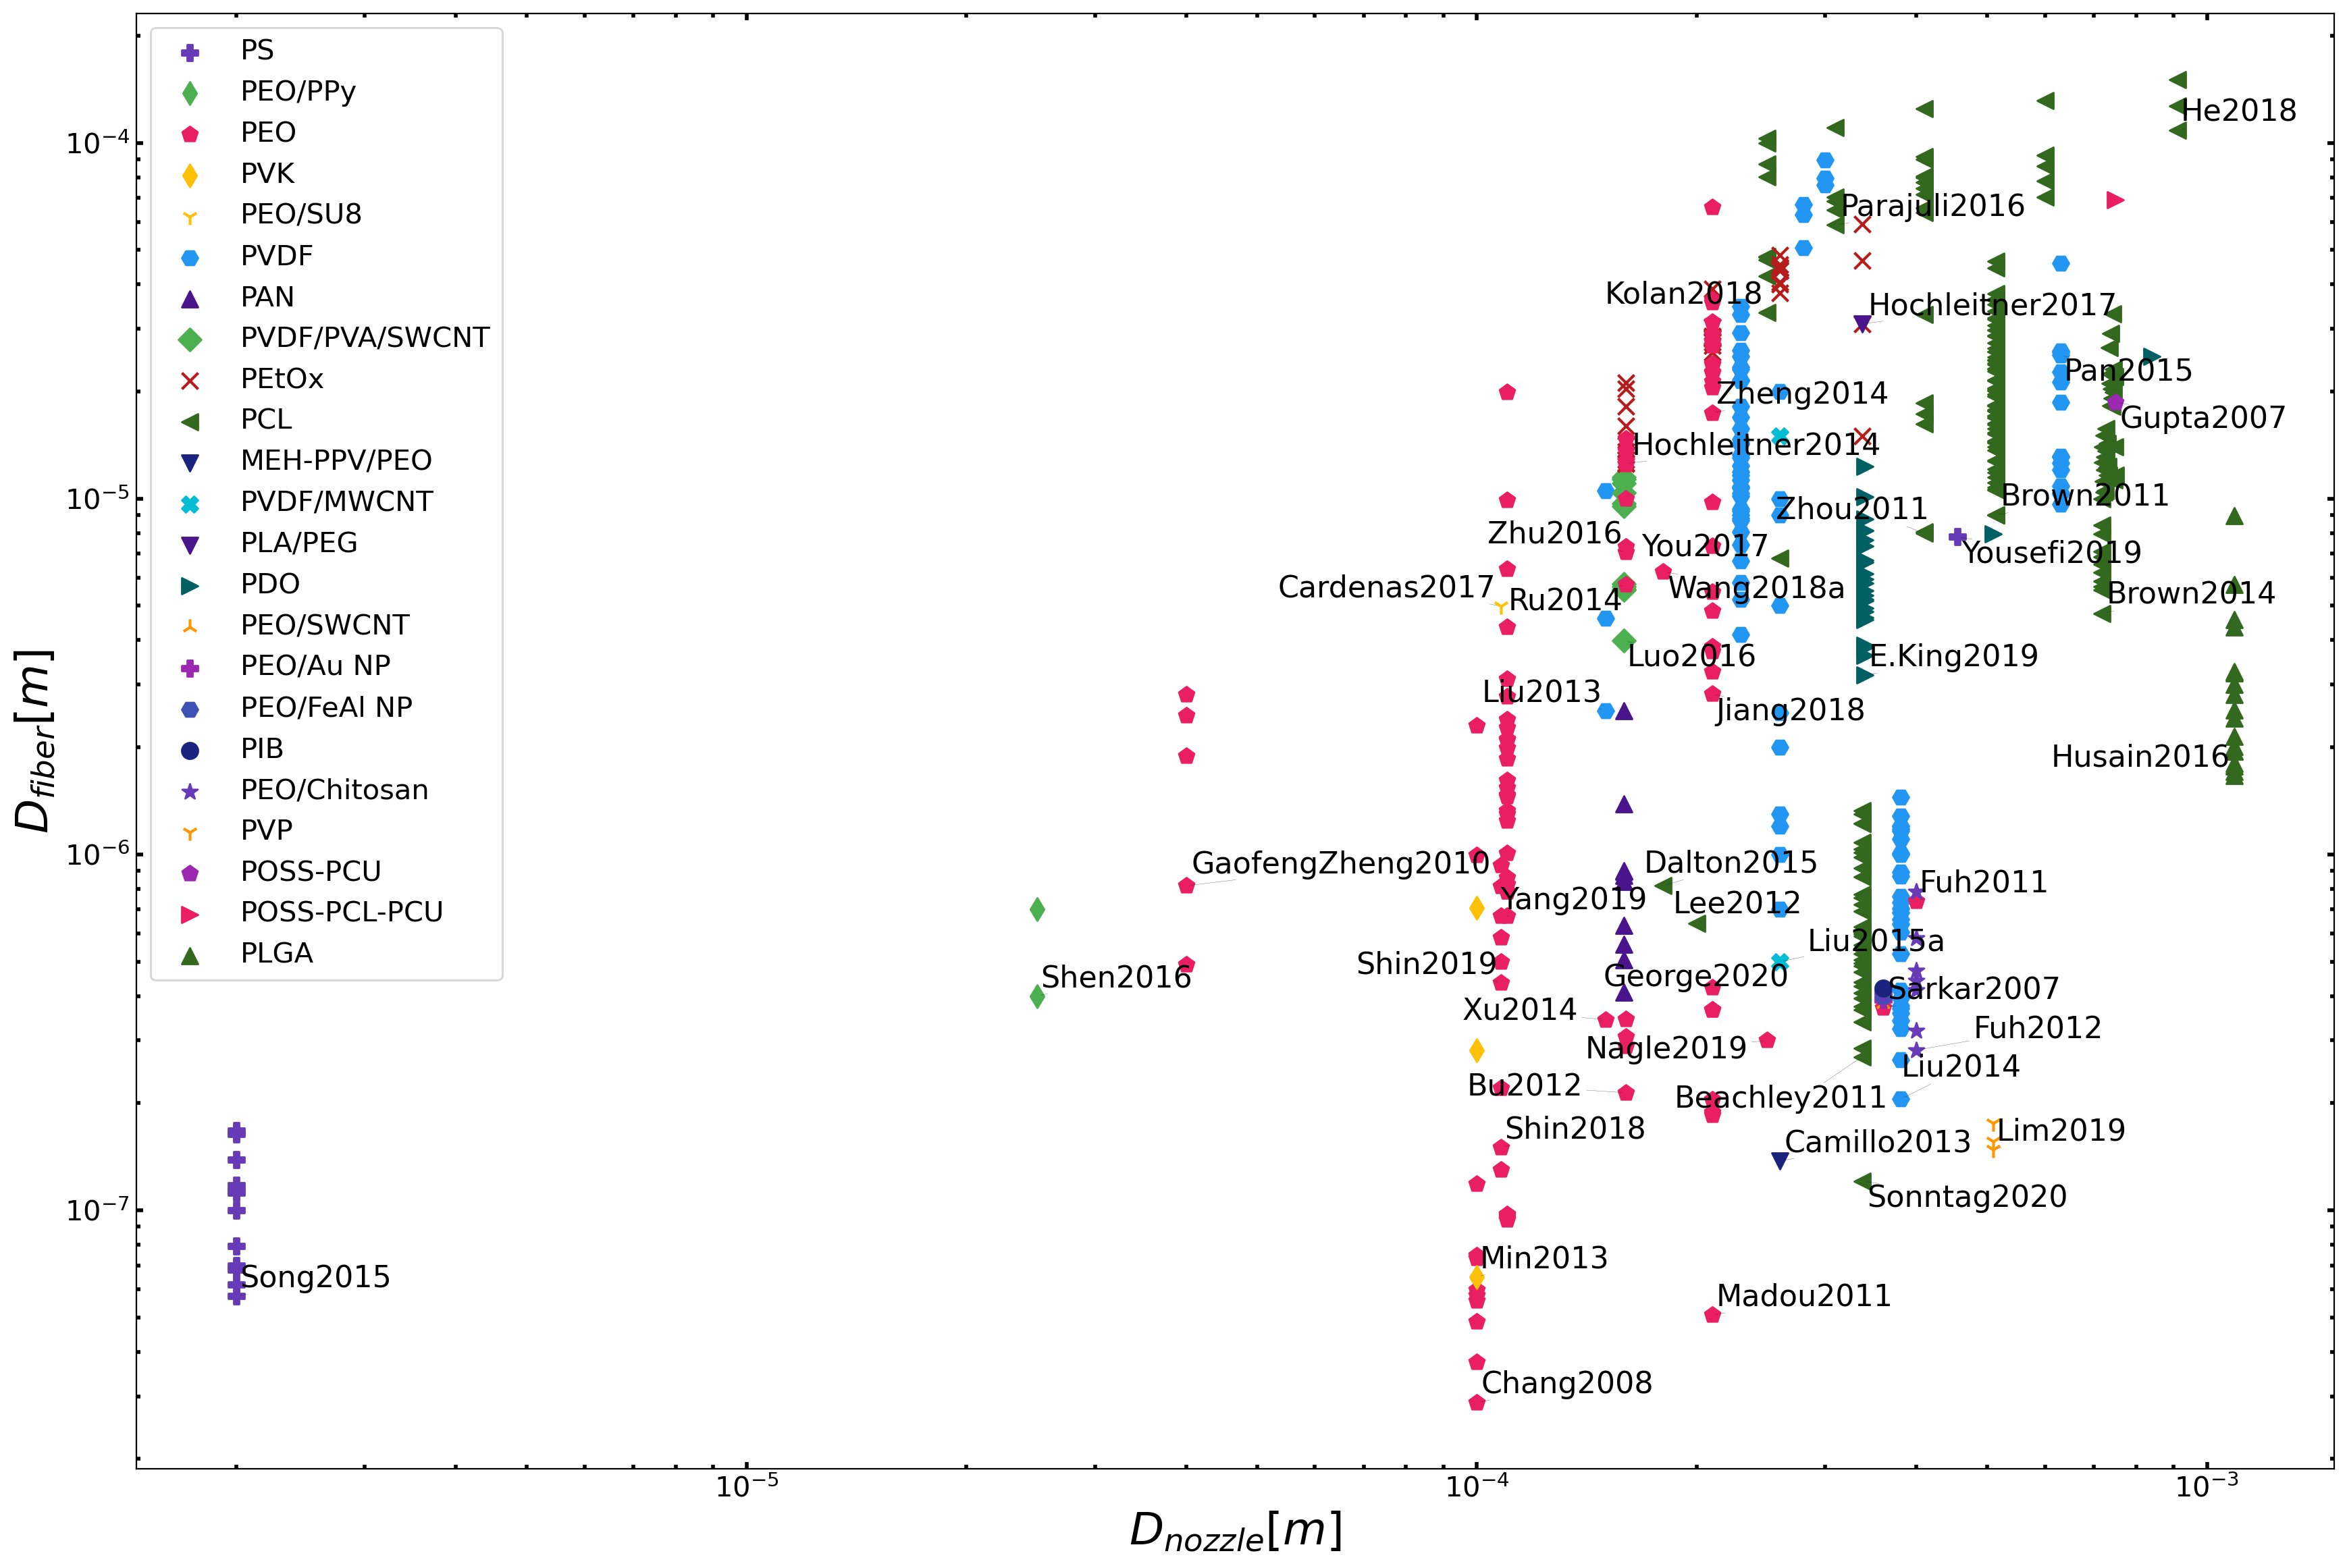 PS
PEO/PPy
PEO
PVK
PEO/SU8
PVDF
PAN
PVDF/PVA/SWCNT
PEtOx
PCL
MEH-PPV/PEO
PVDF/MWCNT
PLA/PEG
PDO
PEO/SWCNT
PEO/Au NP
PEO/FeAl NP
PIB
PEO/Chitosan
PVP
POSS-PCU
POSS-PCL-PCU
PLGA
He2018
Parajuli2016
Kolan2018
Hochleitner2017
Pan2015
Zheng2014
Gupta2007
Hochleitner2014
Brown2011
Zhou2011
Zhu2016
You2017
Yousefi2019
Cardenas2017
Wang2018a
Ru2014
Brown2014
Luo2016
E.King2019
Liu2013
Jiang2018
Husain2016
GaofengZheng2010
Dalton2015
Fuh2011
Yang2019
Lee2012
Liu2015a
Shin2019
Shen2016
George2020
Sarkar2007
Xu2014
Fuh2012
Nagle2019
Liu2014
Bu2012
Beachley2011
Shin2018
Lim2019
Camillo2013
Sonntag2020
Song2015
Min2013
Madou2011
Chang2008
10⁻⁴
10⁻⁵
10⁻⁶
10⁻⁷
D_{fiber}[m]
10⁻⁵ 10⁻⁴ 10⁻³
D_{nozzle}[m]